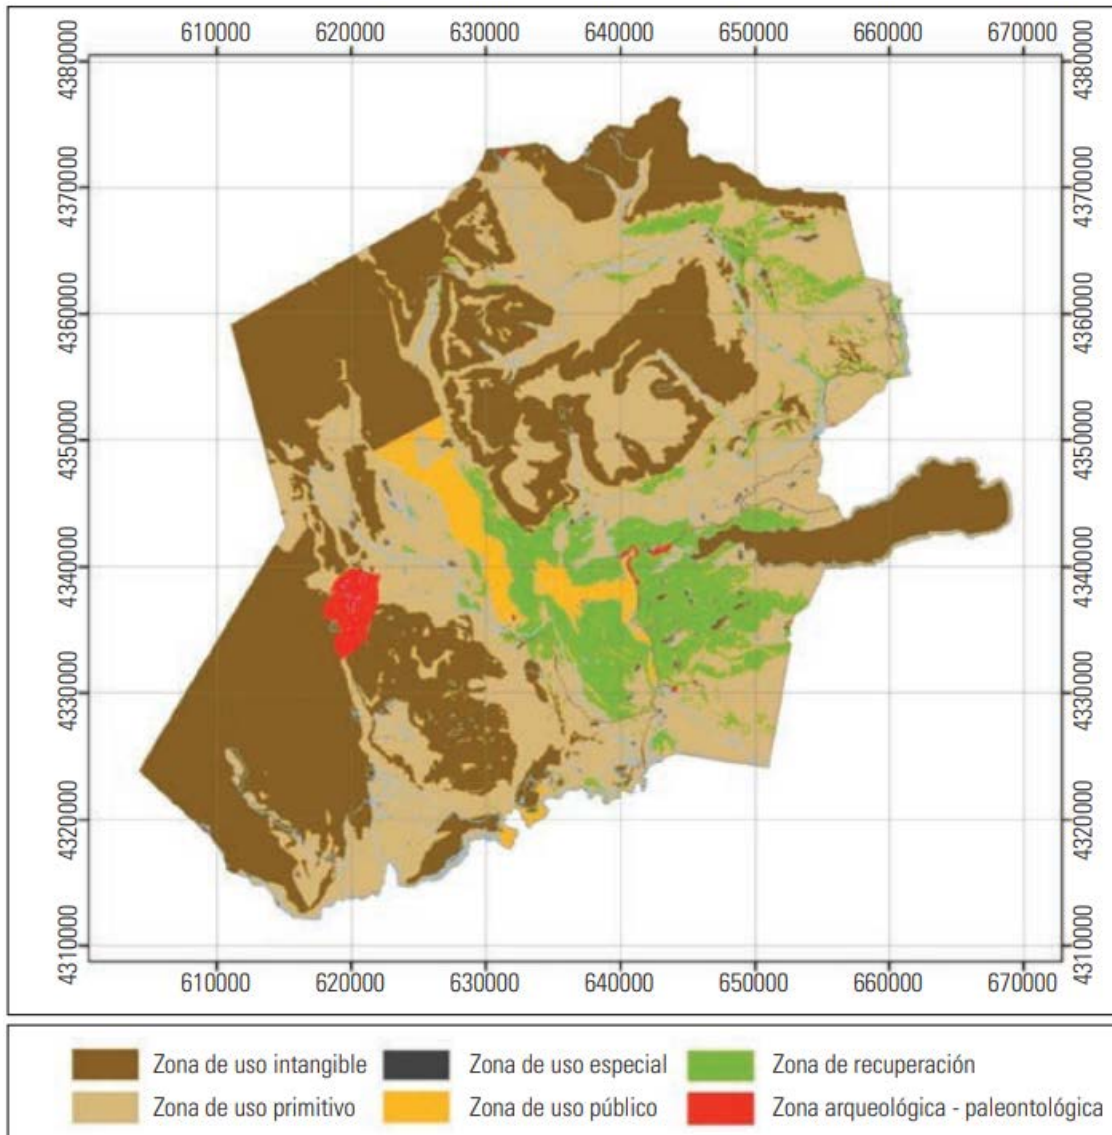 610000 620000 630000 640000 650000 660000 670000
4380000 4380000
4370000 4370000
4360000 4360000
4350000 4350000
4340000 4340000
4330000 4330000
4320000 4320000
4310000 4310000
610000 620000 630000 640000 650000 660000 670000
Zona de uso intangible Zona de uso especial Zona de recuperación
Zona de uso primitivo Zona de uso público Zona arqueológica - paleontológica